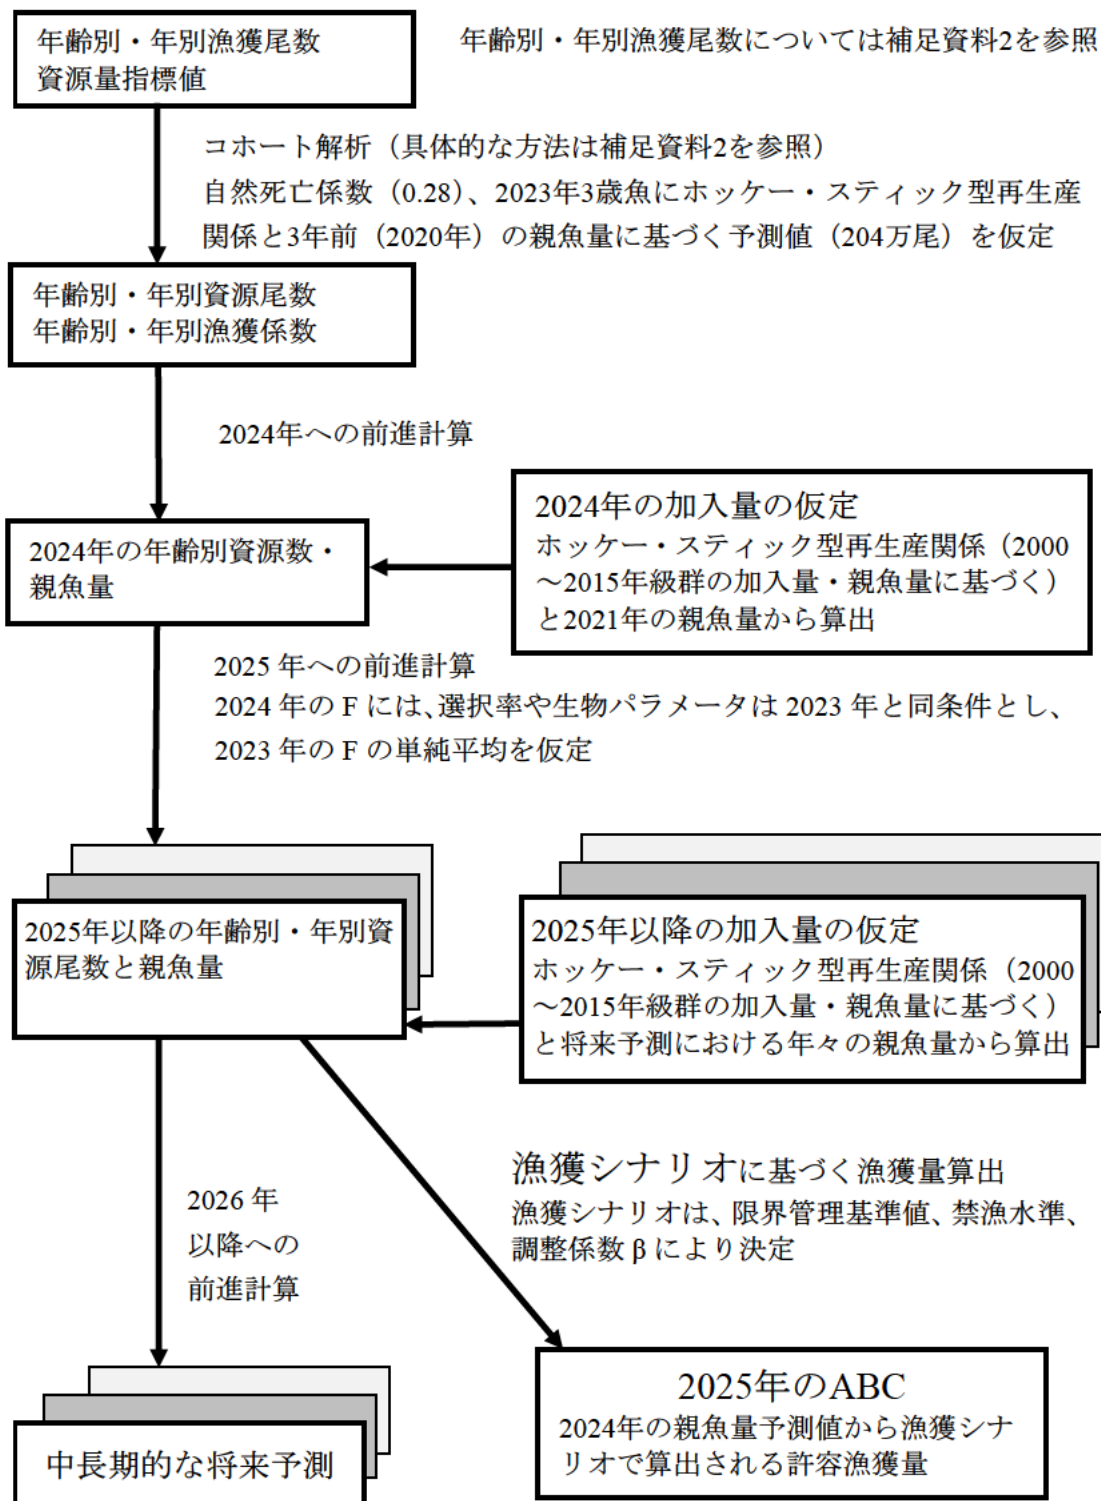 年齢別・年別漁獲尾数
資源量指標値
年齢別・年別漁獲尾数については補足資料2を参照
コホート解析（具体的な方法は補足資料2を参照）
自然死亡係数（0.28）、2023年3歳魚にホッケー・スティック型再生産
関係と3年前（2020年）の親魚量に基づく予測値（204万尾）を仮定
年齢別・年別資源尾数
年齢別・年別漁獲係数
2024年への前進計算
2024年の加入量の仮定
ホッケー・スティック型再生産関係（2000
～2015年級群の加入量・親魚量に基づく）
と2021年の親魚量から算出
2024年の年齢別資源数・
親魚量
2025 年への前進計算
2024 年の F には、選択率や生物パラメータは 2023 年と同条件とし、
2023 年の F の単純平均を仮定
2025年以降の年齢別・年別資
源尾数と親魚量
2025年以降の加入量の仮定
ホッケー・スティック型再生産関係（2000
～2015年級群の加入量・親魚量に基づく）
と将来予測における年々の親魚量から算出
漁獲シナリオに基づく漁獲量算出
漁獲シナリオは、限界管理基準値、禁漁水準、
調整係数 β により決定
2026 年
以降への
前進計算
中長期的な将来予測
2025年のABC
2024年の親魚量予測値から漁獲シナ
リオで算出される許容漁獲量